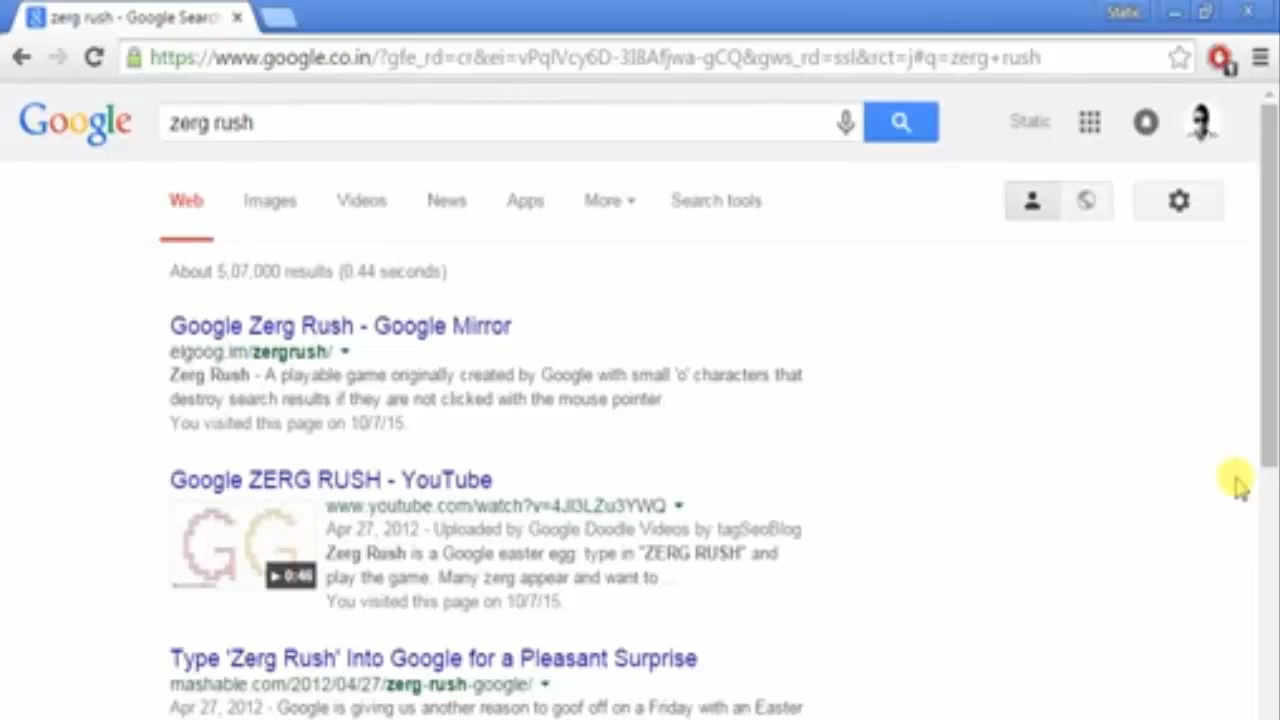 zerg rush - Google Search
Static
https://www.google.co.in/?gfe_rd=cr&ei=vPqIVcy6D-3I8Afjwa-gCQ&gws_rd=ssl&rct=j#q=zerg+rush
Google
zerg rush
Static
Web Images Videos News Apps More Search tools
About 5,07,000 results (0.44 seconds)
Google Zerg Rush - Google Mirror
elgoog.im/zergrush/
Zerg Rush - A playable game originally created by Google with small 'o' characters that
destroy search results if they are not clicked with the mouse pointer
You visited this page on 10/7/15.
Google ZERG RUSH - YouTube
GG
0:46
www.youtube.com/watch?v=4JI3LZu3YWQ
Apr 27, 2012 - Uploaded by Google Doodle Videos by tagSeoBlog
Zerg Rush is a Google easter egg: type in "ZERG RUSH" and
play the game. Many zerg appear and want to ...
You visited this page on 10/7/15.
Type 'Zerg Rush' Into Google for a Pleasant Surprise
mashable.com/2012/04/27/zerg-rush-google/
Apr 27, 2012 - Google is giving us another reason to goof off on a Friday with an Easter